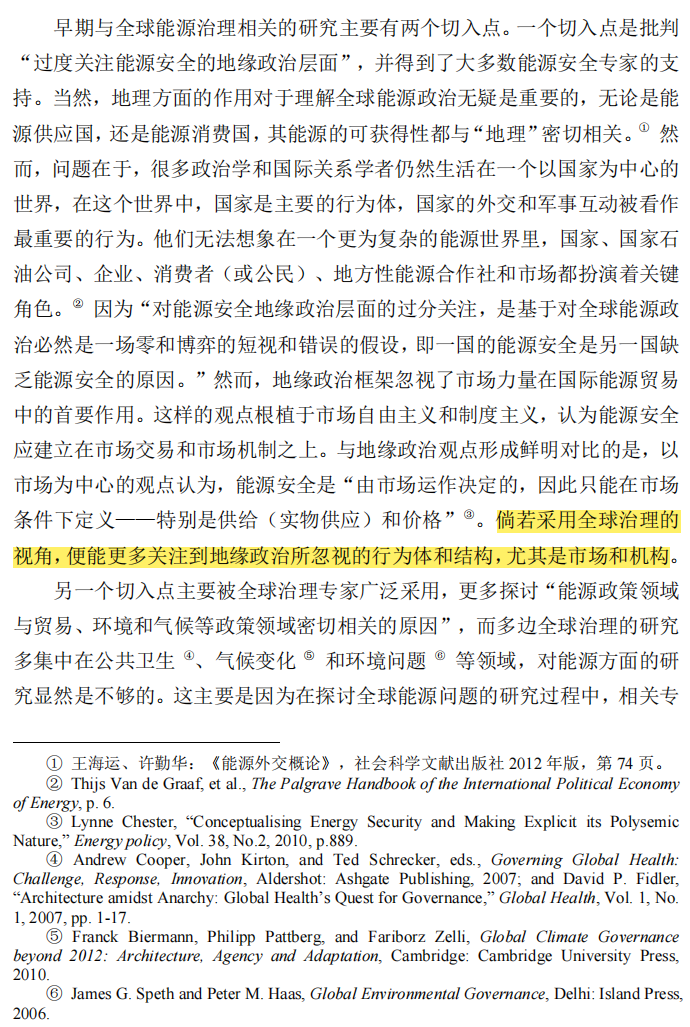 早期与全球能源治理相关的研究主要有两个切入点。一个切入点是批判
“过度关注能源安全的地缘政治层面”，并得到了大多数能源安全专家的支
持。当然，地理方面的作用对于理解全球能源政治无疑是重要的，无论是能
源供应国，还是能源消费国，其能源的可获得性都与“地理”密切相关。① 然
而，问题在于，很多政治学和国际关系学者仍然生活在一个以国家为中心的
世界，在这个世界中，国家是主要的行为体，国家的外交和军事互动被看作
最重要的行为。他们无法想象在一个更为复杂的能源世界里，国家、国家石
油公司、企业、消费者（或公民）、地方性能源合作社和市场都扮演着关键
角色。② 因为“对能源安全地缘政治层面的过分关注，是基于对全球能源政
治必然是一场零和博弈的短视和错误的假设，即一国的能源安全是另一国缺
乏能源安全的原因。”然而，地缘政治框架忽视了市场力量在国际能源贸易
中的首要作用。这样的观点根植于市场自由主义和制度主义，认为能源安全
应建立在市场交易和市场机制之上。与地缘政治观点形成鲜明对比的是，以
市场为中心的观点认为，能源安全是“由市场运作决定的，因此只能在市场
条件下定义——特别是供给（实物供应）和价格”③。倘若采用全球治理的
视角，便能更多关注到地缘政治所忽视的行为体和结构，尤其是市场和机构。
另一个切入点主要被全球治理专家广泛采用，更多探讨“能源政策领域
与贸易、环境和气候等政策领域密切相关的原因”，而多边全球治理的研究
多集中在公共卫生 ④、气候变化 ⑤ 和环境问题 ⑥ 等领域，对能源方面的研
究显然是不够的。这主要是因为在探讨全球能源问题的研究过程中，相关专
① 王海运、许勤华：《能源外交概论》，社会科学文献出版社 2012 年版，第 74 页。
② Thijs Van de Graaf, et al., The Palgrave Handbook of the International Political Economy
of Energy, p. 6.
③ Lynne Chester, “Conceptualising Energy Security and Making Explicit its Polysemic
Nature,” Energy policy, Vol. 38, No.2, 2010, p.889.
④ Andrew Cooper, John Kirton, and Ted Schrecker, eds., Governing Global Health:
Challenge, Response, Innovation, Aldershot: Ashgate Publishing, 2007; and David P. Fidler,
“Architecture amidst Anarchy: Global Health’s Quest for Governance,” Global Health, Vol. 1, No.
1, 2007, pp. 1-17.
⑤ Franck Biermann, Philipp Pattberg, and Fariborz Zelli, Global Climate Governance
beyond 2012: Architecture, Agency and Adaptation, Cambridge: Cambridge University Press,
2010.
⑥ James G. Speth and Peter M. Haas, Global Environmental Governance, Delhi: Island Press,
2006.